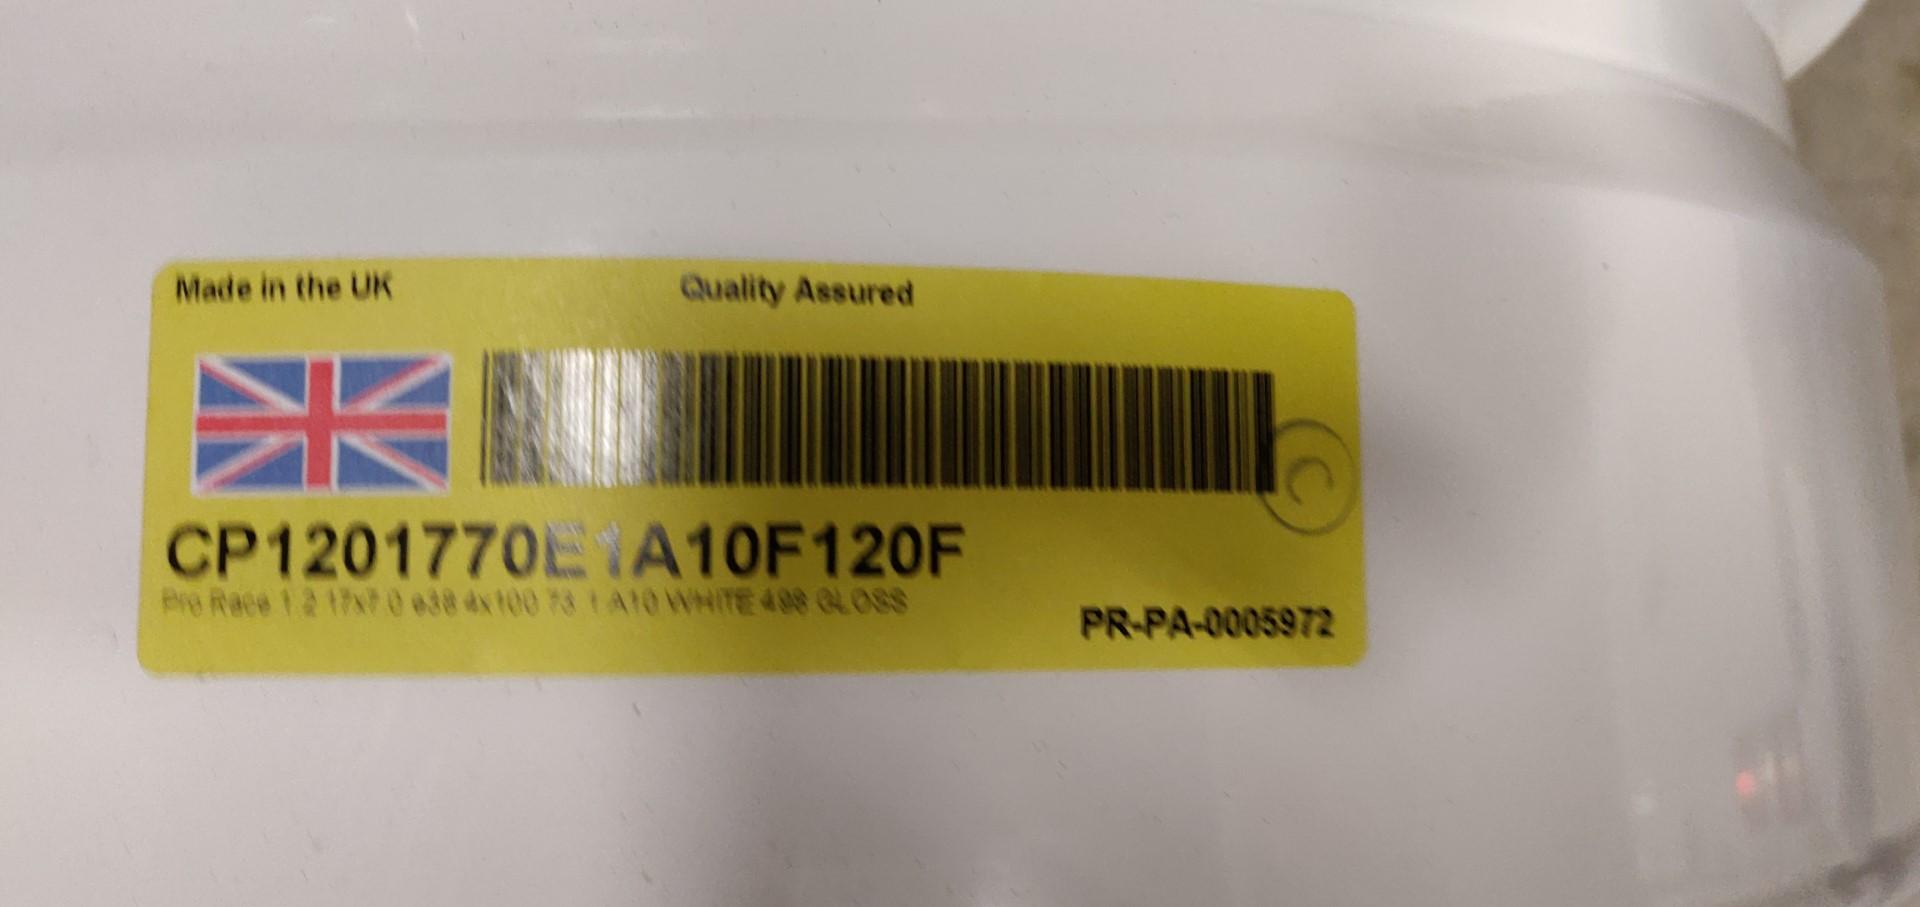 Made in the UK
Quality Assured
C
CP1201770E1A10F120F
Pro Race 1.2 17x7.0 e38 4x100 73.1 A10 WHITE 498 GLOSS
PR-PA-0005972